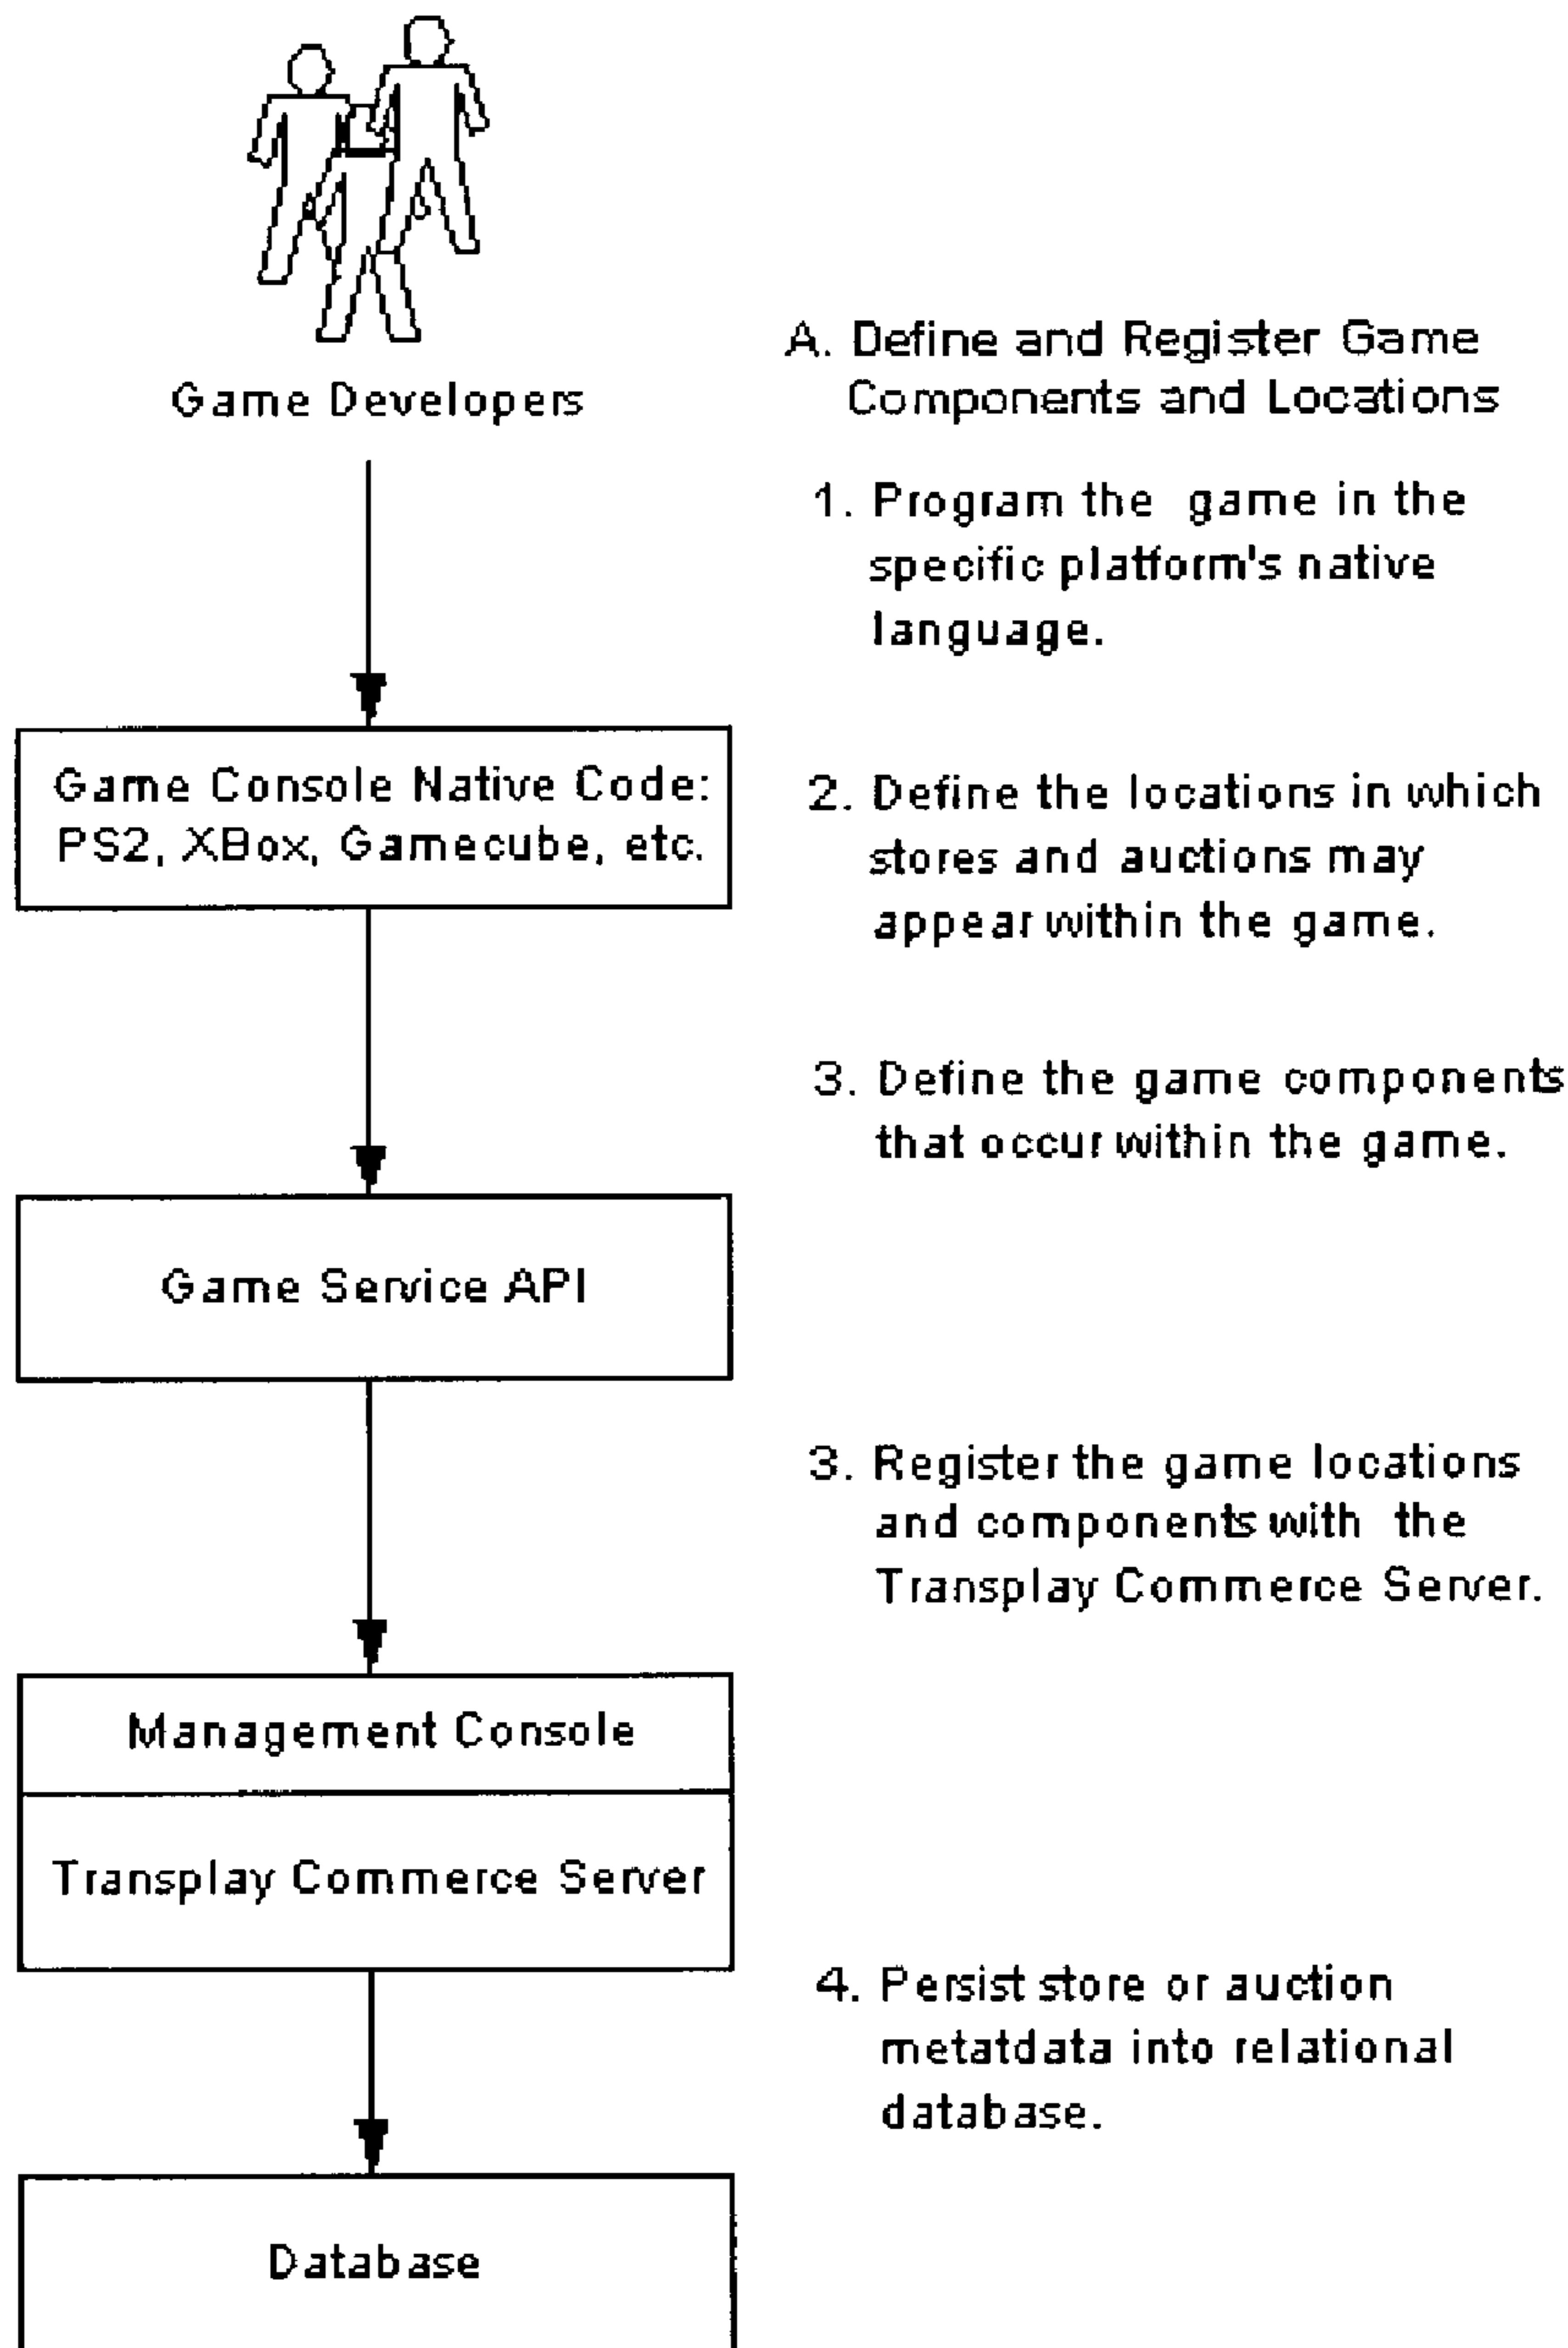 Game Developers
A. Define and Register Game
Components and Locations
1. Program the game in the
specific platform's native
language.
Game Console Native Code:
PS2, XBox, Gamecube, etc.
2. Define the locations in which
stores and auctions may
appear within the game.
3. Define the game components
that occur within the game.
Game Service API
3. Register the game locations
and components with the
Transplay Commerce Server.
Management Console
Transplay Commerce Server
4. Persist store or auction
metatdata into relational
database.
Database